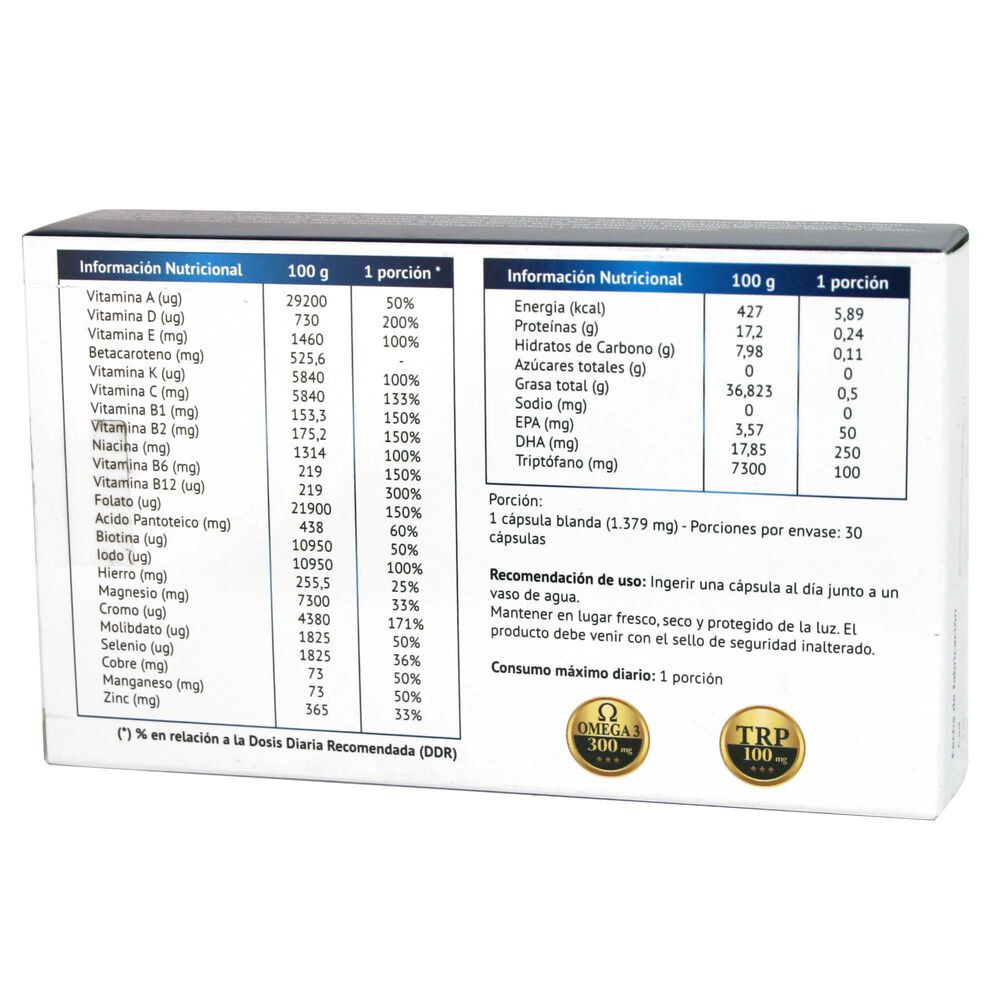 Información Nutricional 100 g 1 porción *
Vitamina A (ug) 29200 50%
Vitamina D (ug) 730 200%
Vitamina E (mg) 1460 100%
Betacaroteno (mg) 525,6 -
Vitamina K (ug) 5840 100%
Vitamina C (mg) 5840 133%
Vitamina B1 (mg) 153,3 150%
Vitamina B2 (mg) 175,2 150%
Niacina (mg) 1314 100%
Vitamina B6 (mg) 219 150%
Vitamina B12 (ug) 219 300%
Folato (ug) 21900 150%
Acido Pantoteico (mg) 438 60%
Biotina (ug) 10950 50%
Iodo (ug) 10950 100%
Hierro (mg) 255,5 25%
Magnesio (mg) 7300 33%
Cromo (ug) 4380 171%
Molibdato (ug) 1825 50%
Selenio (ug) 1825 36%
Cobre (mg) 73 50%
Manganeso (mg) 73 50%
Zinc (mg) 365 33%
(*) % en relación a la Dosis Diaria Recomendada (DDR)
Información Nutricional 100 g 1 porción
Energia (kcal) 427 5,89
Proteínas (g) 17,2 0,24
Hidratos de Carbono (g) 7,98 0,11
Azúcares totales (g) 0 0
Grasa total (g) 36,823 0,5
Sodio (mg) 0 0
EPA (mg) 3,57 50
DHA (mg) 17,85 250
Triptófano (mg) 7300 100
Porción:
1 cápsula blanda (1.379 mg) - Porciones por envase: 30
cápsulas
Recomendación de uso: Ingerir una cápsula al día junto a un
vaso de agua.
Mantener en lugar fresco, seco y protegido de la luz. El
producto debe venir con el sello de seguridad inalterado.
Consumo máximo diario: 1 porción
Ω
OMEGA 3
300 mg
TRP
100 mg
Fecha de fabricación